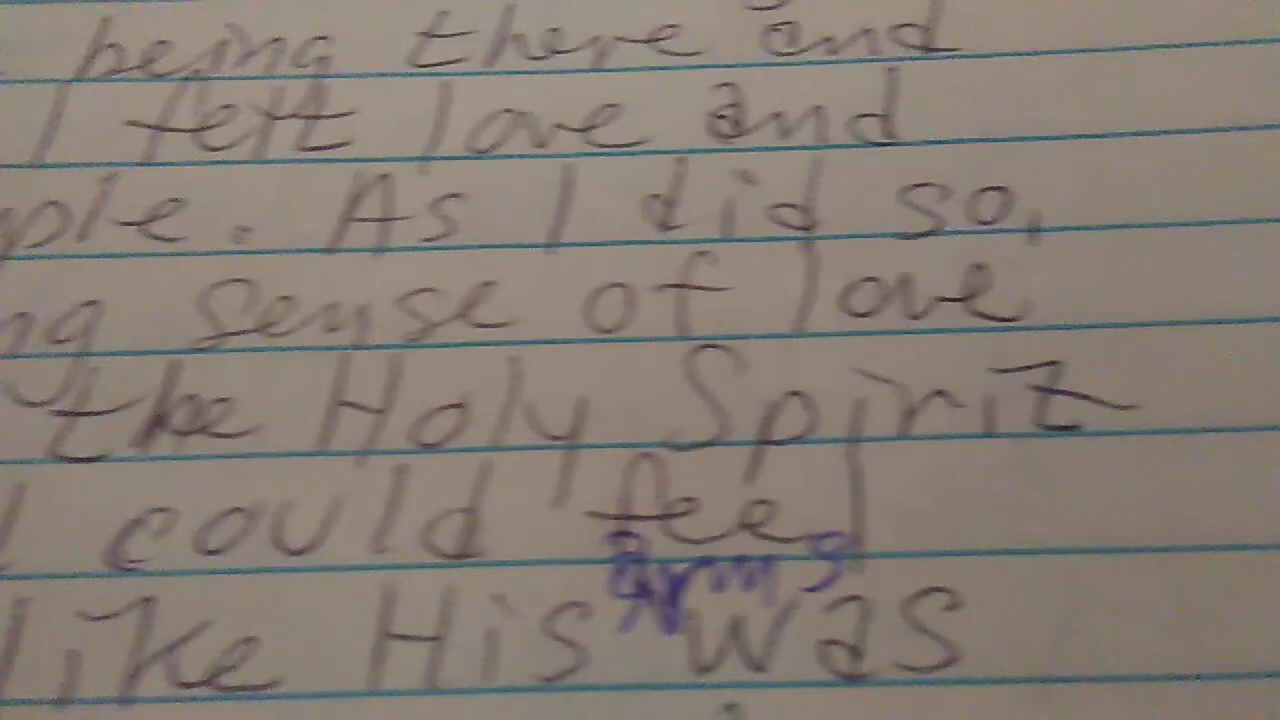 being there and
I felt love and
ple. As I did so,
ng sense of love
the Holy Spirit
I could feel
arms
like His was